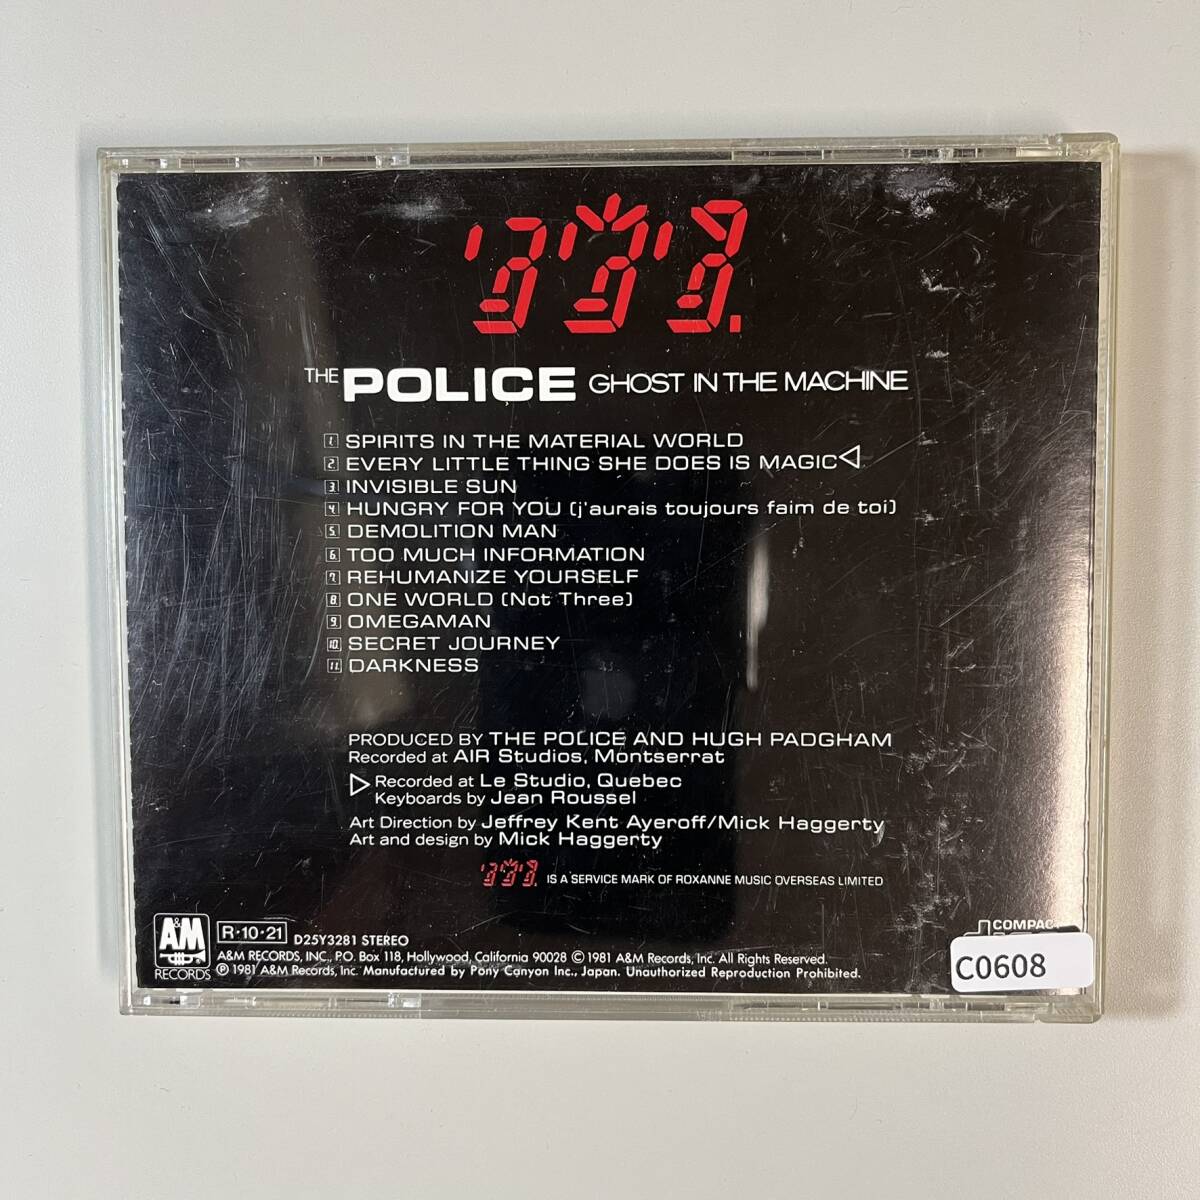 THE POLICE GHOST IN THE MACHINE
1. SPIRITS IN THE MATERIAL WORLD
2. EVERY LITTLE THING SHE DOES IS MAGIC
3. INVISIBLE SUN
4. HUNGRY FOR YOU (j'aurais toujours faim de toi)
5. DEMOLITION MAN
6. TOO MUCH INFORMATION
7. REHUMANIZE YOURSELF
8. ONE WORLD (Not Three)
9. OMEGAMAN
10. SECRET JOURNEY
11. DARKNESS
PRODUCED BY THE POLICE AND HUGH PADGHAM
Recorded at AIR Studios, Montserrat
Recorded at Le Studio, Quebec
Keyboards by Jean Roussel
Art Direction by Jeffrey Kent Ayeroff/Mick Haggerty
Art and design by Mick Haggerty
IS A SERVICE MARK OF ROXANNE MUSIC OVERSEAS LIMITED
A&M RECORDS
R·10·21
D25Y3281 STEREO
A&M RECORDS, INC., P.O. Box 118, Hollywood, California 90028 © 1981 A&M Records, Inc. All Rights Reserved.
℗ 1981 A&M Records, Inc. Manufactured by Pony Canyon Inc., Japan. Unauthorized Reproduction Prohibited.
COMPACT
C0608